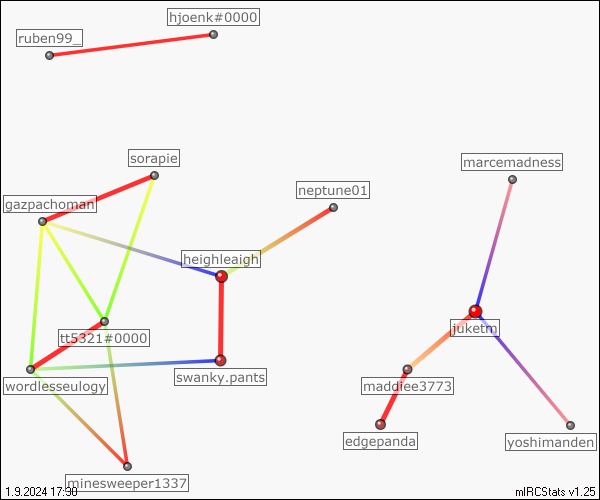 hjoenk#0000
ruben99_
sorapie
marcemadness
neptune01
gazpachoman
heighleaigh
juketm
tt5321#0000
swanky.pants
wordlesseulogy
maddiee3773
edgepanda
yoshimanden
minesweeper1337
1.9.2024 17:30
mIRCStats v1.25